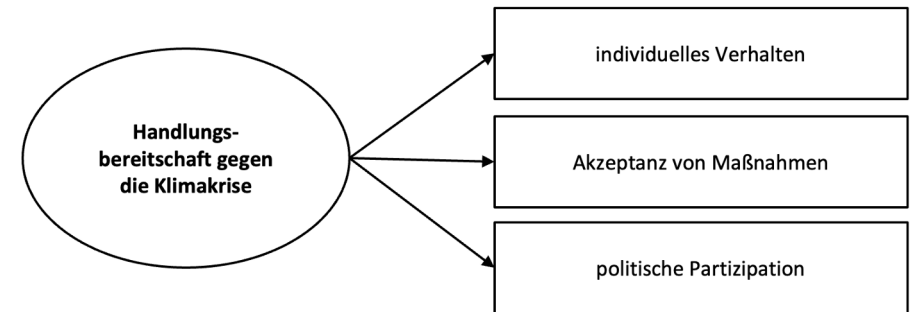 Handlungs-
bereitschaft gegen
die Klimakrise
individuelles Verhalten
Akzeptanz von Maßnahmen
politische Partizipation